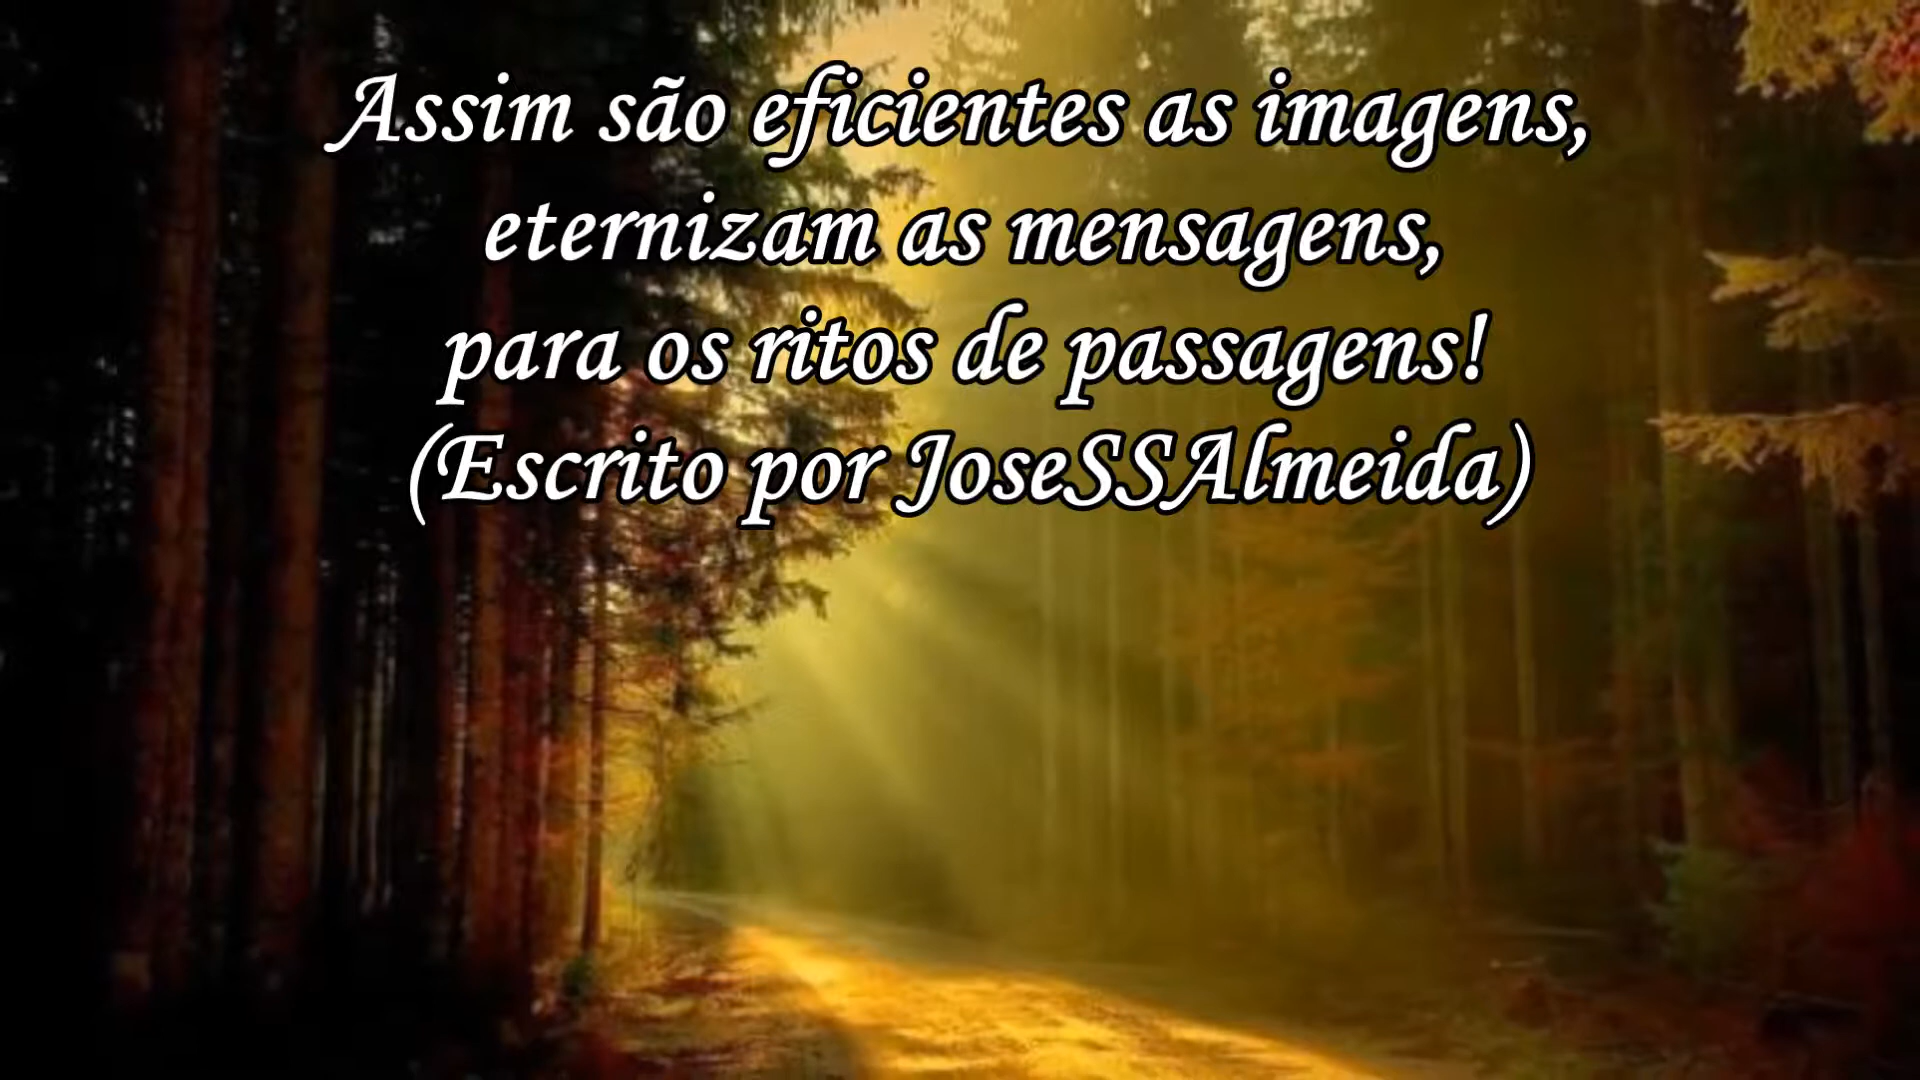 Assim são eficientes as imagens,
eternizam as mensagens,
para os ritos de passagens!
(Escrito por JoseSSAlmeida)